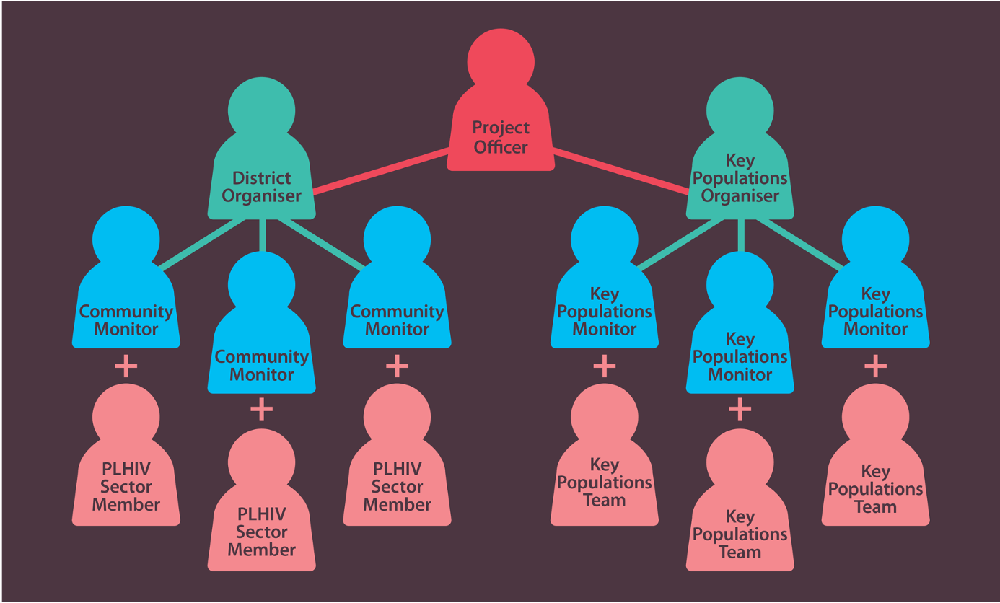 Project
Officer
District
Organiser
Key
Populations
Organiser
Community
Monitor
Community
Monitor
Community
Monitor
Key
Populations
Monitor
Key
Populations
Monitor
Key
Populations
Monitor
+
+
+
+
+
+
PLHIV
Sector
Member
PLHIV
Sector
Member
PLHIV
Sector
Member
Key
Populations
Team
Key
Populations
Team
Key
Populations
Team